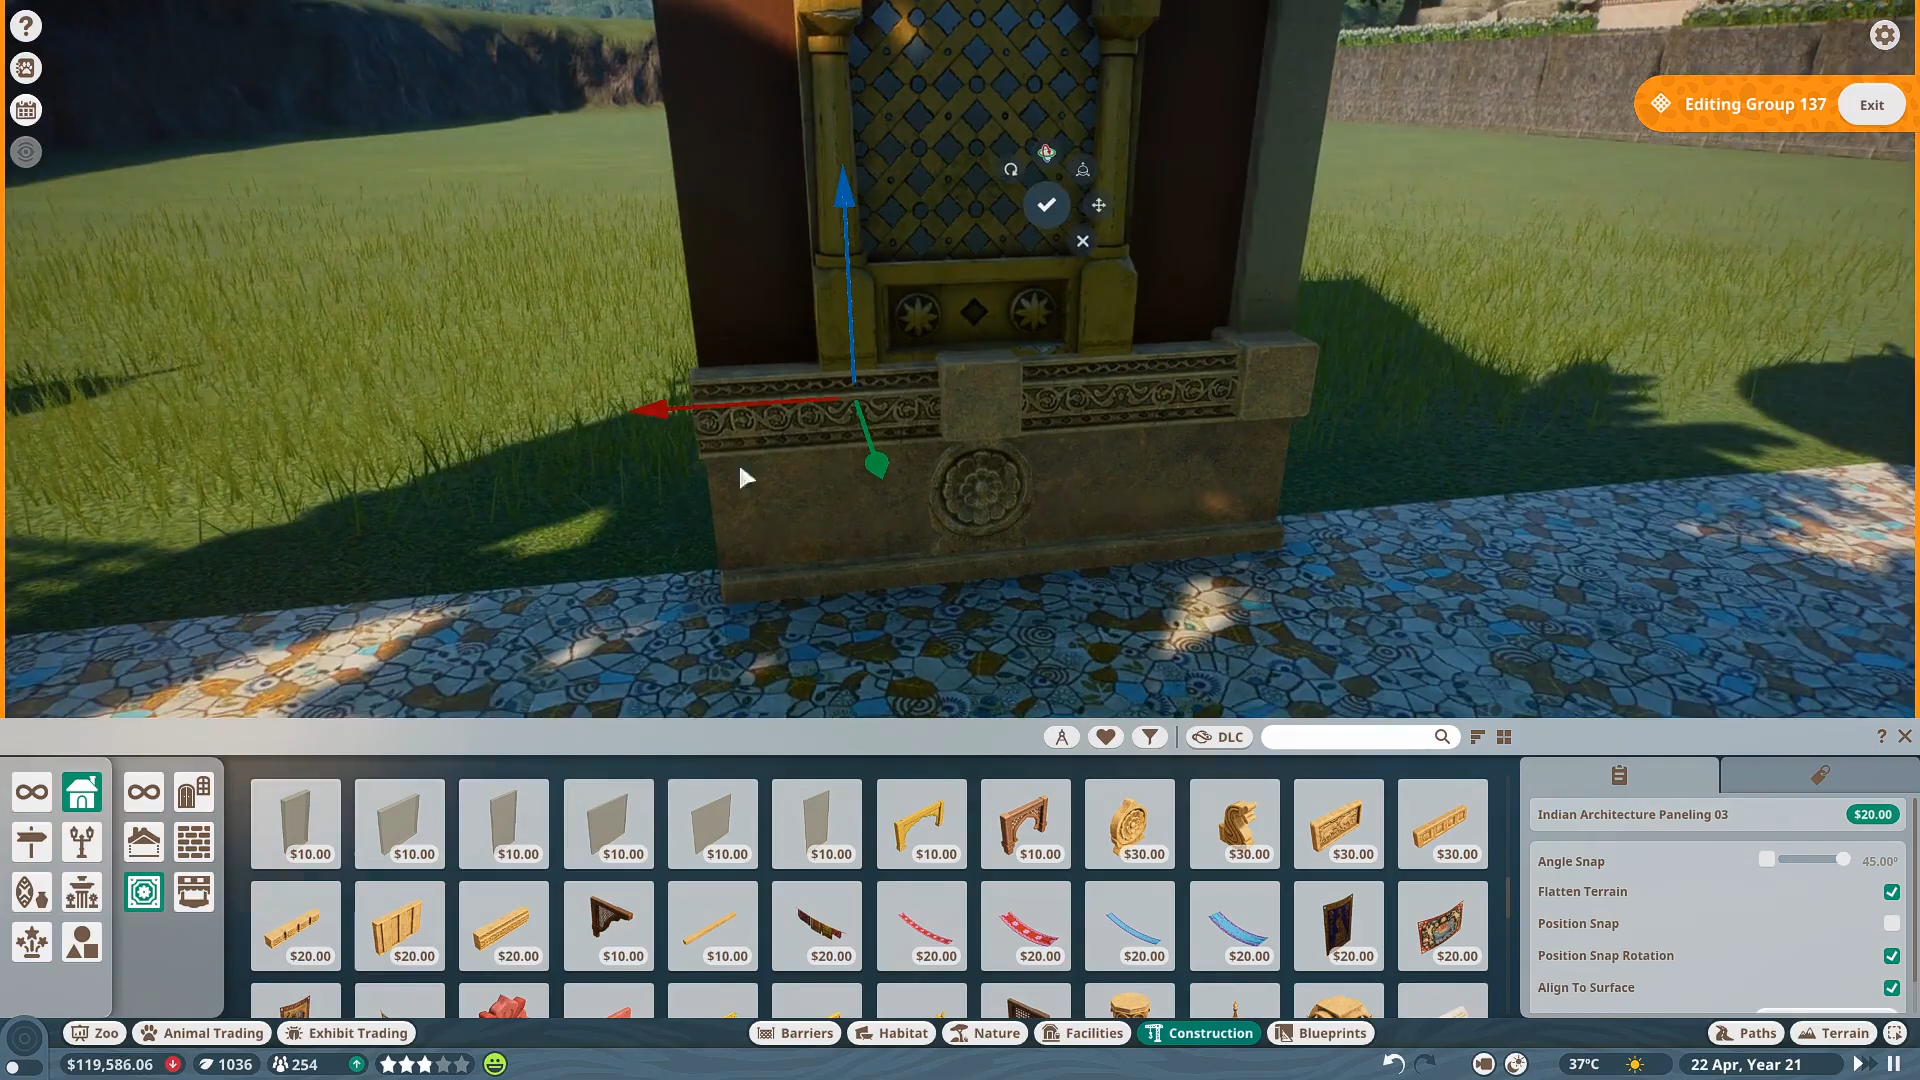 Editing Group 137
Exit
DLC
$10.00 $10.00 $10.00 $10.00 $10.00 $10.00 $10.00 $10.00 $30.00 $30.00 $30.00 $30.00
$20.00 $20.00 $20.00 $10.00 $10.00 $20.00 $20.00 $20.00 $20.00 $20.00 $20.00 $20.00
Indian Architecture Paneling 03 $20.00
Angle Snap 45.00°
Flatten Terrain
Position Snap
Position Snap Rotation
Align To Surface
Zoo Animal Trading Exhibit Trading Barriers Habitat Nature Facilities Construction Blueprints Paths Terrain
$119,586.06 1036 254 37°C 22 Apr, Year 21